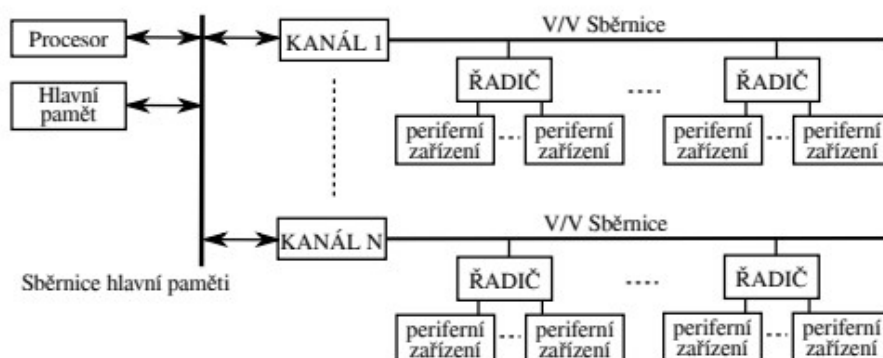 Procesor
Hlavní
pamět
KANÁL 1
V/V Sběrnice
ŘADIČ
ŘADIČ
periferní
zařízení
periferní
zařízení
periferní
zařízení
periferní
zařízení
KANÁL N
V/V Sběrnice
Sběrnice hlavní paměti
ŘADIČ
ŘADIČ
periferní
zařízení
periferní
zařízení
periferní
zařízení
periferní
zařízení